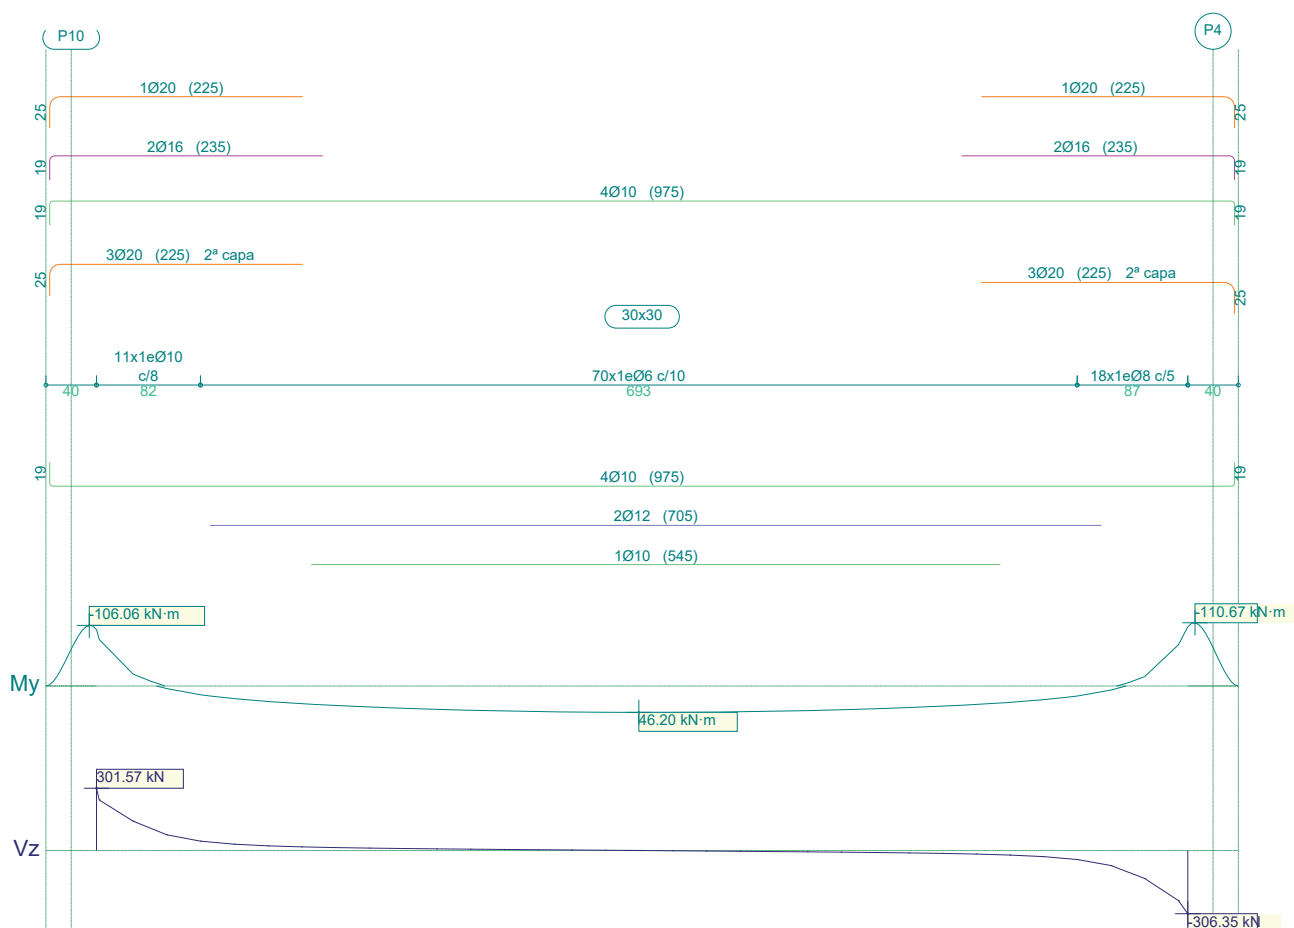 P10
P4
1Ø20 (225)
1Ø20 (225)
25
25
2Ø16 (235)
2Ø16 (235)
19
19
4Ø10 (975)
19
19
3Ø20 (225) 2ª capa
3Ø20 (225) 2ª capa
25
25
30x30
11x1eØ10
c/8
70x1eØ6 c/10
18x1eØ8 c/5
40
82
693
87
40
19
4Ø10 (975)
19
2Ø12 (705)
1Ø10 (545)
-106.06 kN·m
-110.67 kN·m
My
46.20 kN·m
301.57 kN
Vz
-306.35 kN